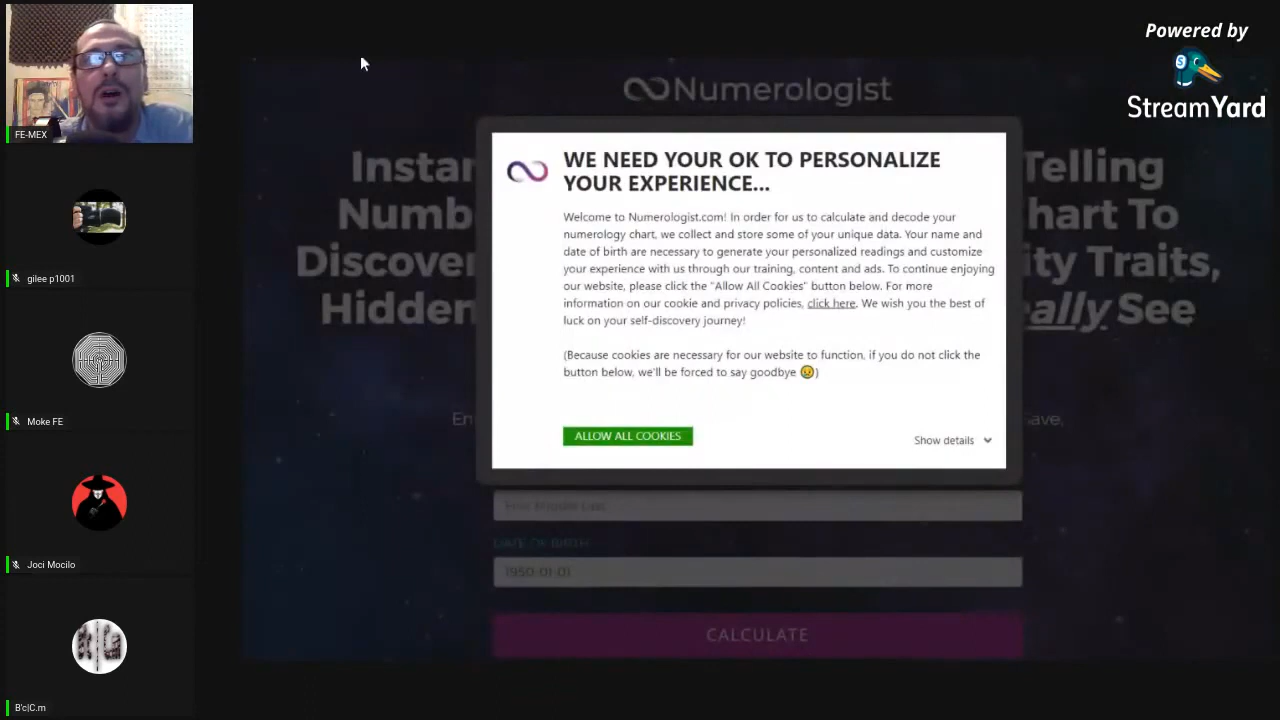 Powered by
StreamYard
Numerologist
Instan Telling
Numb hart To
Discover ity Traits,
Hidden ally See
WE NEED YOUR OK TO PERSONALIZE
YOUR EXPERIENCE...
Welcome to Numerologist.com! In order for us to calculate and decode your
numerology chart, we collect and store some of your unique data. Your name and
date of birth are necessary to generate your personalized readings and customize
your experience with us through our training, content and ads. To continue enjoying
our website, please click the "Allow All Cookies" button below. For more
information on our cookie and privacy policies, click here. We wish you the best of
luck on your self-discovery journey!
(Because cookies are necessary for our website to function, if you do not click the
button below, we'll be forced to say goodbye 😢)
ALLOW ALL COOKIES
Show details
En ave,
DATE OF BIRTH
1950-01-01
CALCULATE
FE-MEX
gilee p1001
Moke FE
Joci Mocilo
B'c|C.m